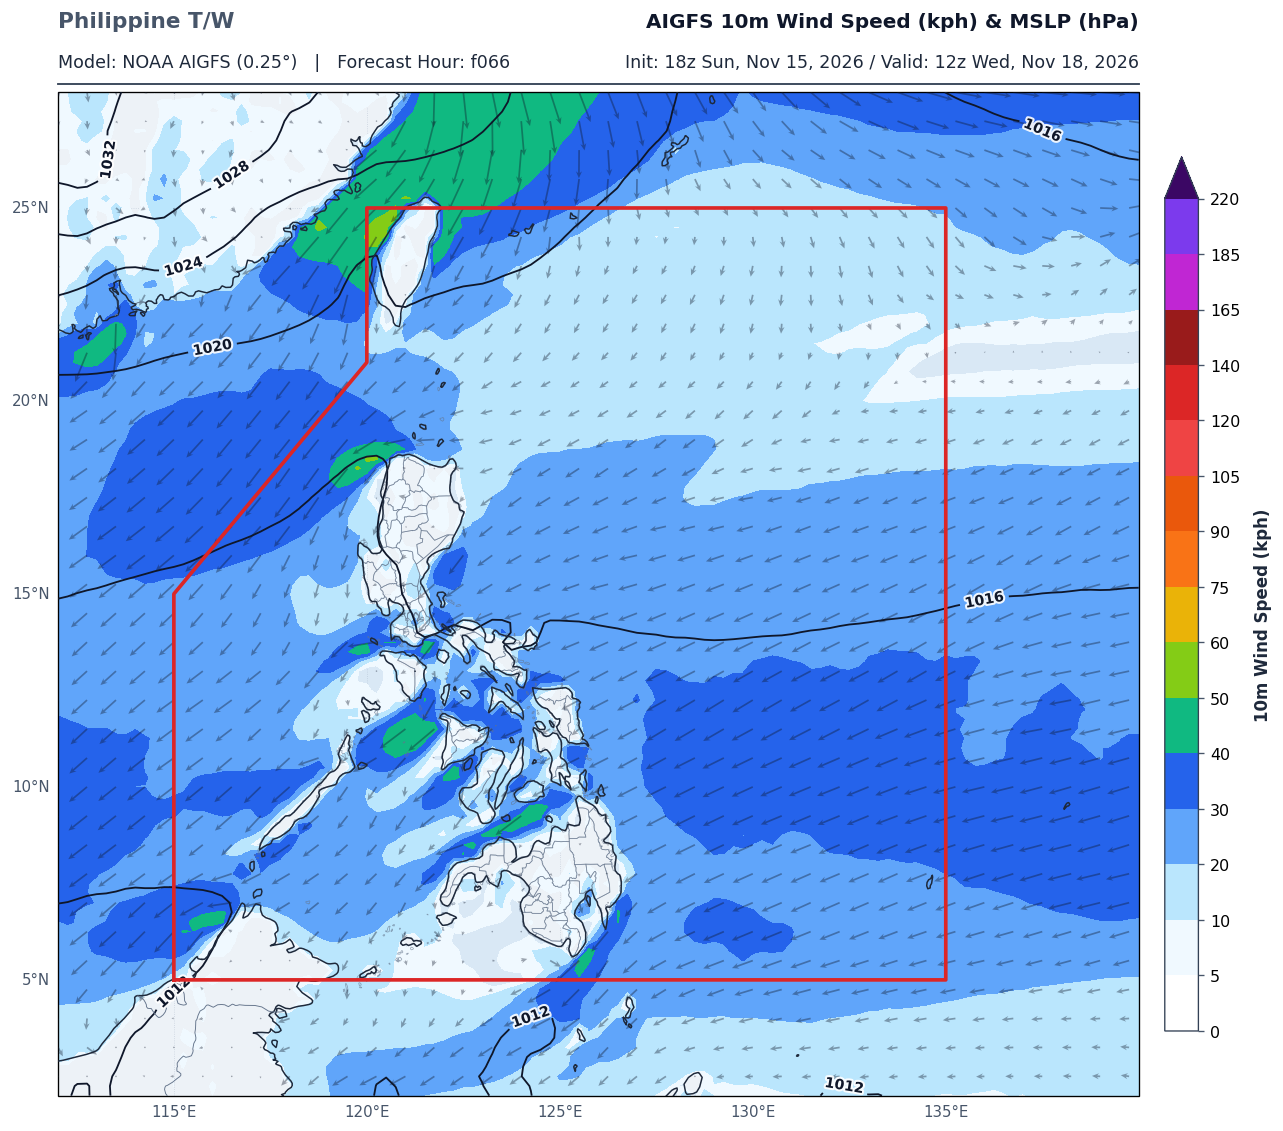 Philippine T/W
AIGFS 10m Wind Speed (kph) & MSLP (hPa)
Model: NOAA AIGFS (0.25°) | Forecast Hour: f066
Init: 18z Sun, Nov 15, 2026 / Valid: 12z Wed, Nov 18, 2026
1016
1032
1028
1024
1020
1016
1012
1012
1012
25°N
20°N
15°N
10°N
5°N
115°E
120°E
125°E
130°E
135°E
220
185
165
140
120
105
90
75
60
50
40
30
20
10
5
0
10m Wind Speed (kph)